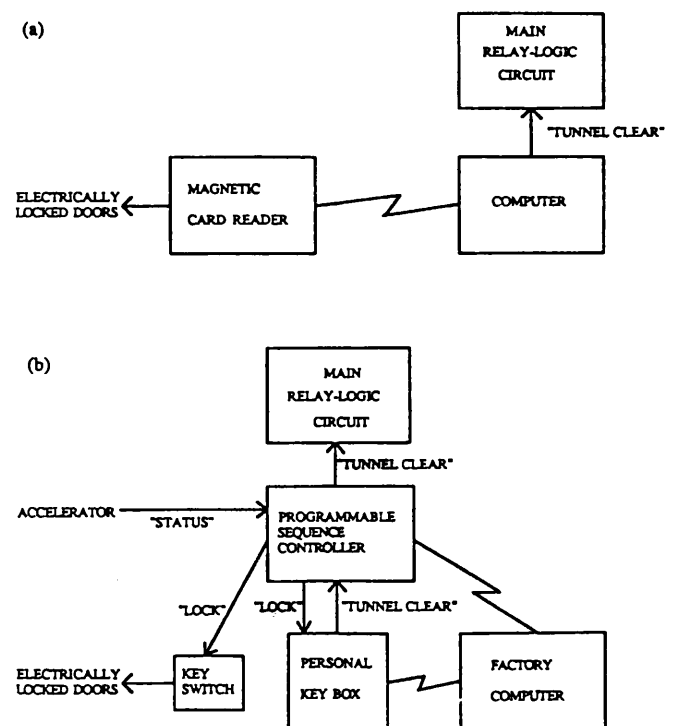 (a)
MAIN
RELAY-LOGIC
CIRCUIT
"TUNNEL CLEAR"
ELECTRICALLY
LOCKED DOORS
MAGNETIC
CARD READER
COMPUTER
(b)
MAIN
RELAY-LOGIC
CIRCUIT
"TUNNEL CLEAR"
ACCELERATOR
"STATUS"
PROGRAMMABLE
SEQUENCE
CONTROLLER
"LOCK"
"LOCK"
"TUNNEL CLEAR"
ELECTRICALLY
LOCKED DOORS
KEY
SWITCH
PERSONAL
KEY BOX
FACTORY
COMPUTER